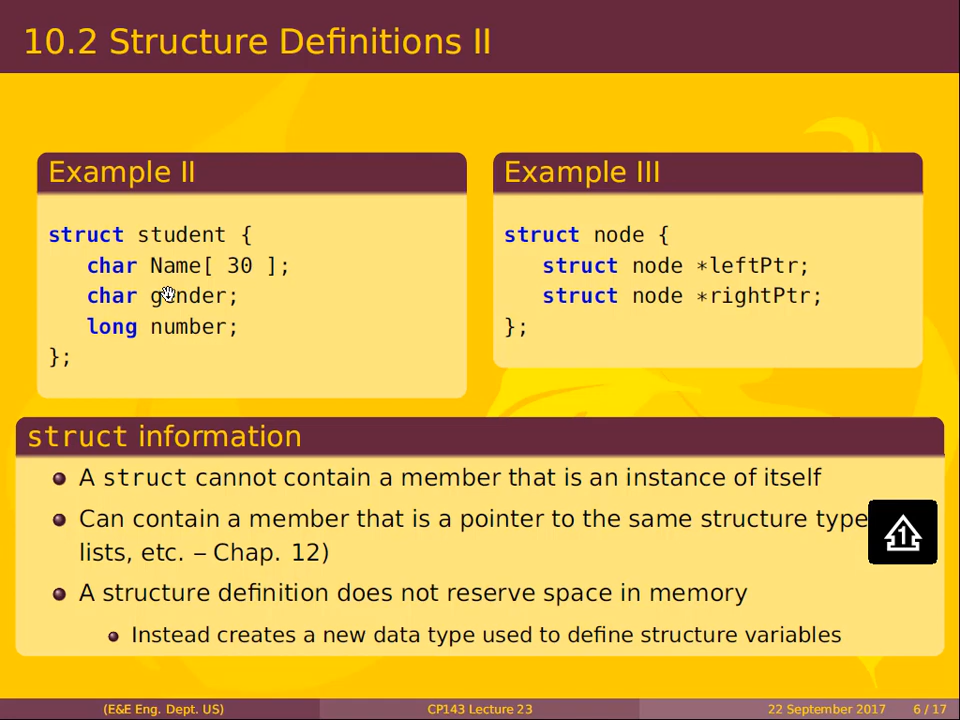 10.2 Structure Definitions II
Example II
struct student {
char Name[ 30 ];
char gender;
long number;
};
Example III
struct node {
struct node *leftPtr;
struct node *rightPtr;
};
struct information
A struct cannot contain a member that is an instance of itself
Can contain a member that is a pointer to the same structure type
lists, etc. – Chap. 12)
A structure definition does not reserve space in memory
Instead creates a new data type used to define structure variables
1
(E&E Eng. Dept. US)
CP143 Lecture 23
22 September 2017
6 / 17